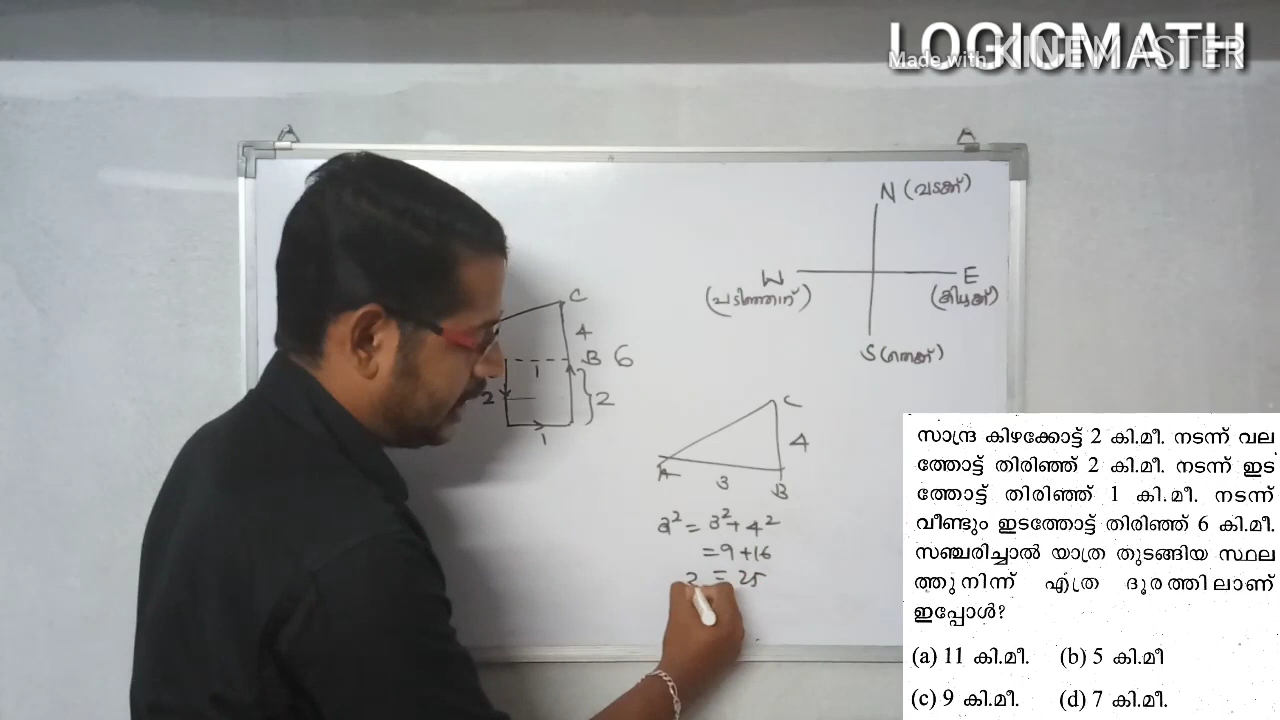 LOGICMATH
Made with KINEMASTER
N (വടക്ക്)
W
E
(പടിഞ്ഞാറ്)
(കിഴക്ക്)
S (തെക്ക്)
C
4
B 6
1
2
2
1
C
4
A
3
B
= 3² + 4²
= 9 + 16
= 25
സാന്ദ്ര കിഴക്കോട്ട് 2 കി.മീ. നടന്ന് വല
ത്തോട്ട് തിരിഞ്ഞ് 2 കി.മീ. നടന്ന് ഇട
ത്തോട്ട് തിരിഞ്ഞ് 1 കി.മീ. നടന്ന്
വീണ്ടും ഇടത്തോട്ട് തിരിഞ്ഞ് 6 കി.മീ.
സഞ്ചരിച്ചാൽ യാത്ര തുടങ്ങിയ സ്ഥല
ത്തുനിന്ന് എത്ര ദൂരത്തിലാണ്
ഇപ്പോൾ?
(a) 11 കി.മീ. (b) 5 കി.മീ
(c) 9 കി.മീ. (d) 7 കി.മീ.